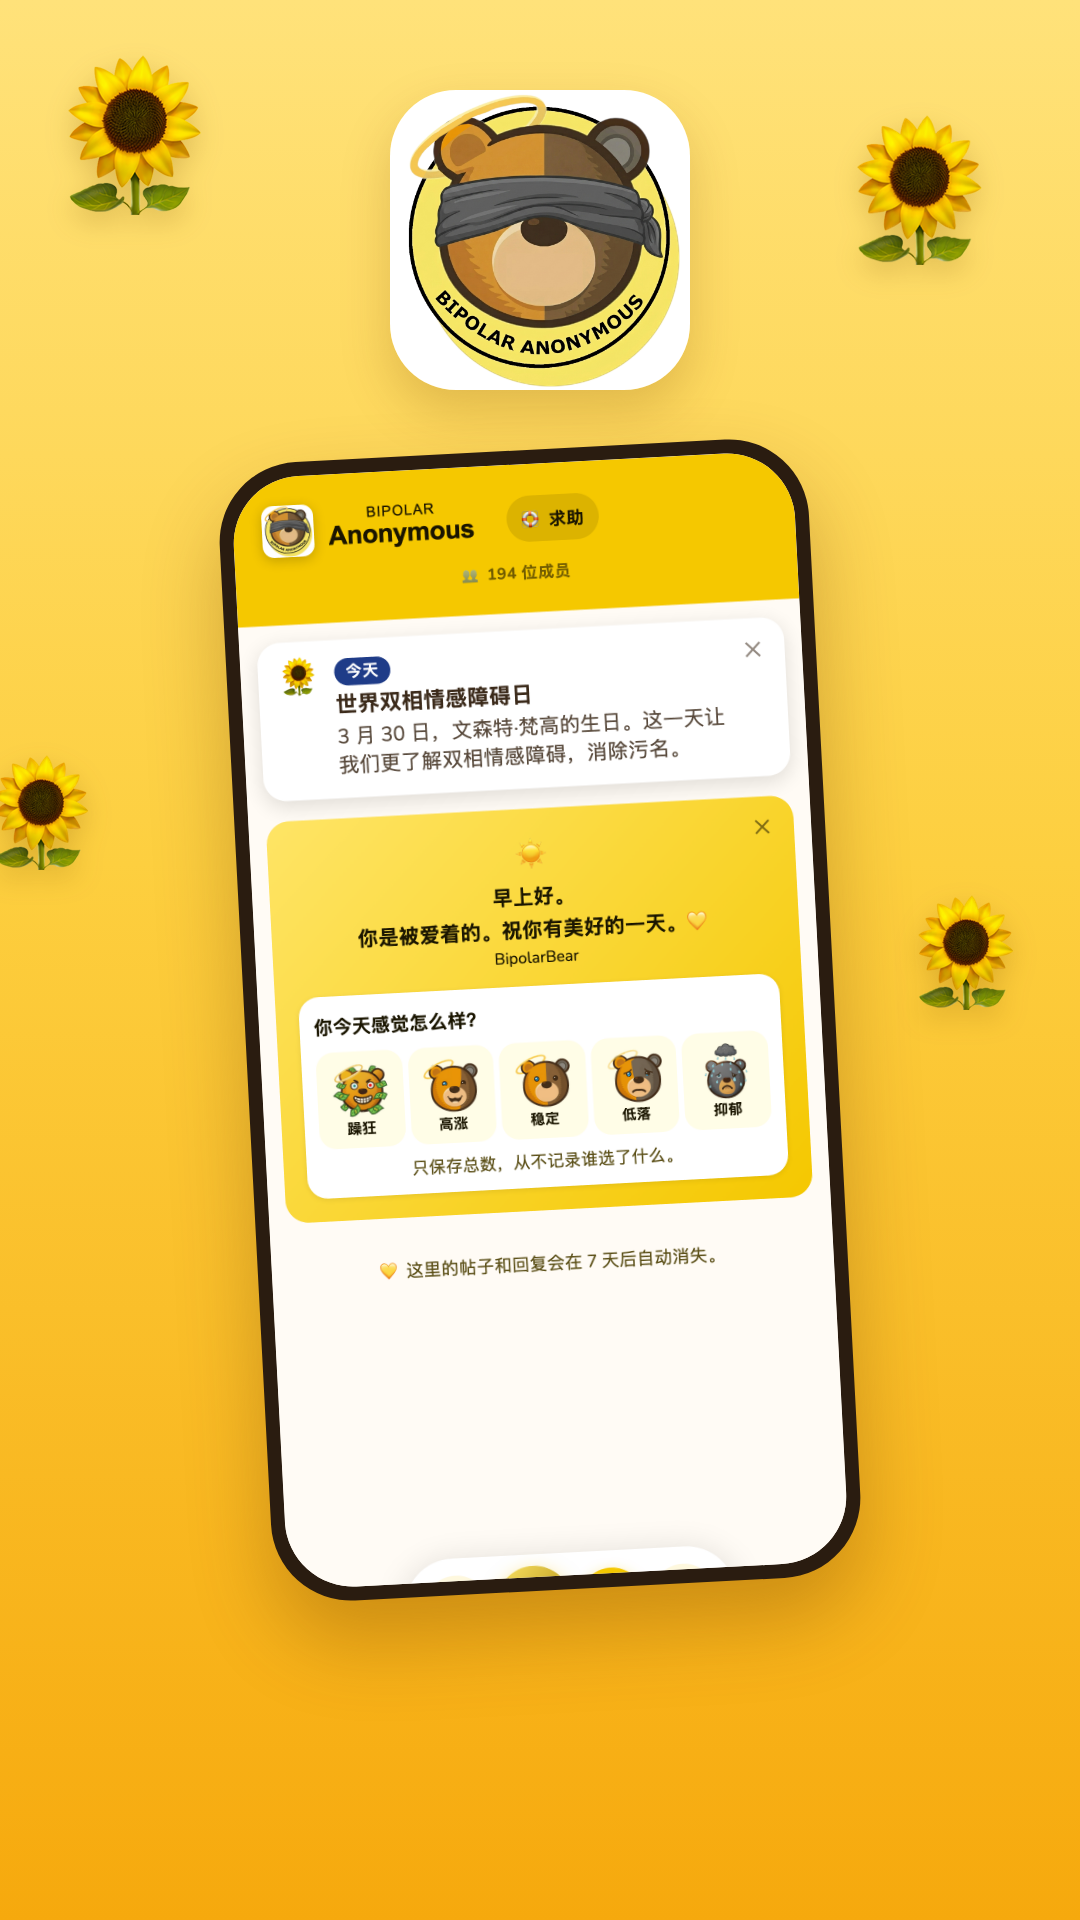 BIPOLAR ANONYMOUS
BIPOLAR
Anonymous
求助
194 位成员
今天
世界双相情感障碍日
3 月 30 日，文森特·梵高的生日。这一天让
我们更了解双相情感障碍，消除污名。
早上好。
你是被爱着的。祝你有美好的一天。
BipolarBear
你今天感觉怎么样?
躁狂
高涨
稳定
低落
抑郁
只保存总数，从不记录谁选了什么。
这里的帖子和回复会在 7 天后自动消失。